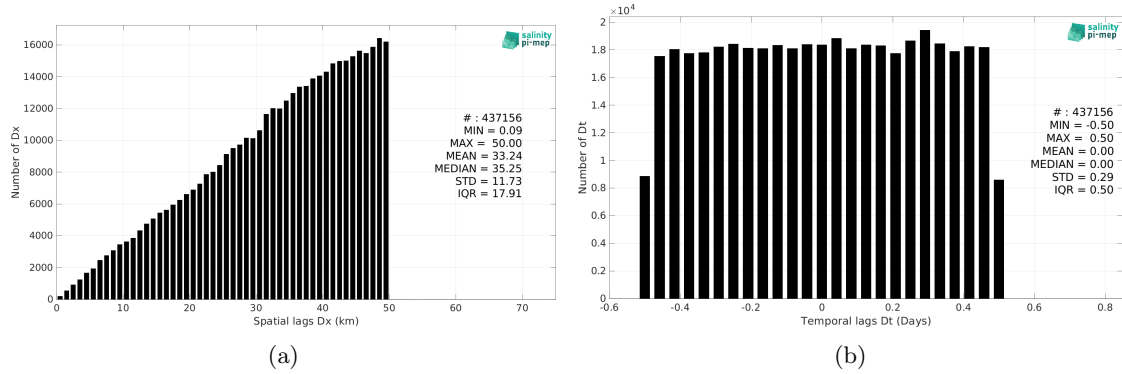 salinity
pi-mep
16000
14000
12000
10000
8000
6000
4000
2000
0
Number of Dx
# : 437156
MIN = 0.09
MAX = 50.00
MEAN = 33.24
MEDIAN = 35.25
STD = 11.73
IQR = 17.91
0 10 20 30 40 50 60 70
Spatial lags Dx (km)
(a)
×10⁴
salinity
pi-mep
2
1.8
1.6
1.4
1.2
1
0.8
0.6
0.4
0.2
0
Number of Dt
# : 437156
MIN = -0.50
MAX = 0.50
MEAN = 0.00
MEDIAN = 0.00
STD = 0.29
IQR = 0.50
-0.6 -0.4 -0.2 0 0.2 0.4 0.6 0.8
Temporal lags Dt (Days)
(b)